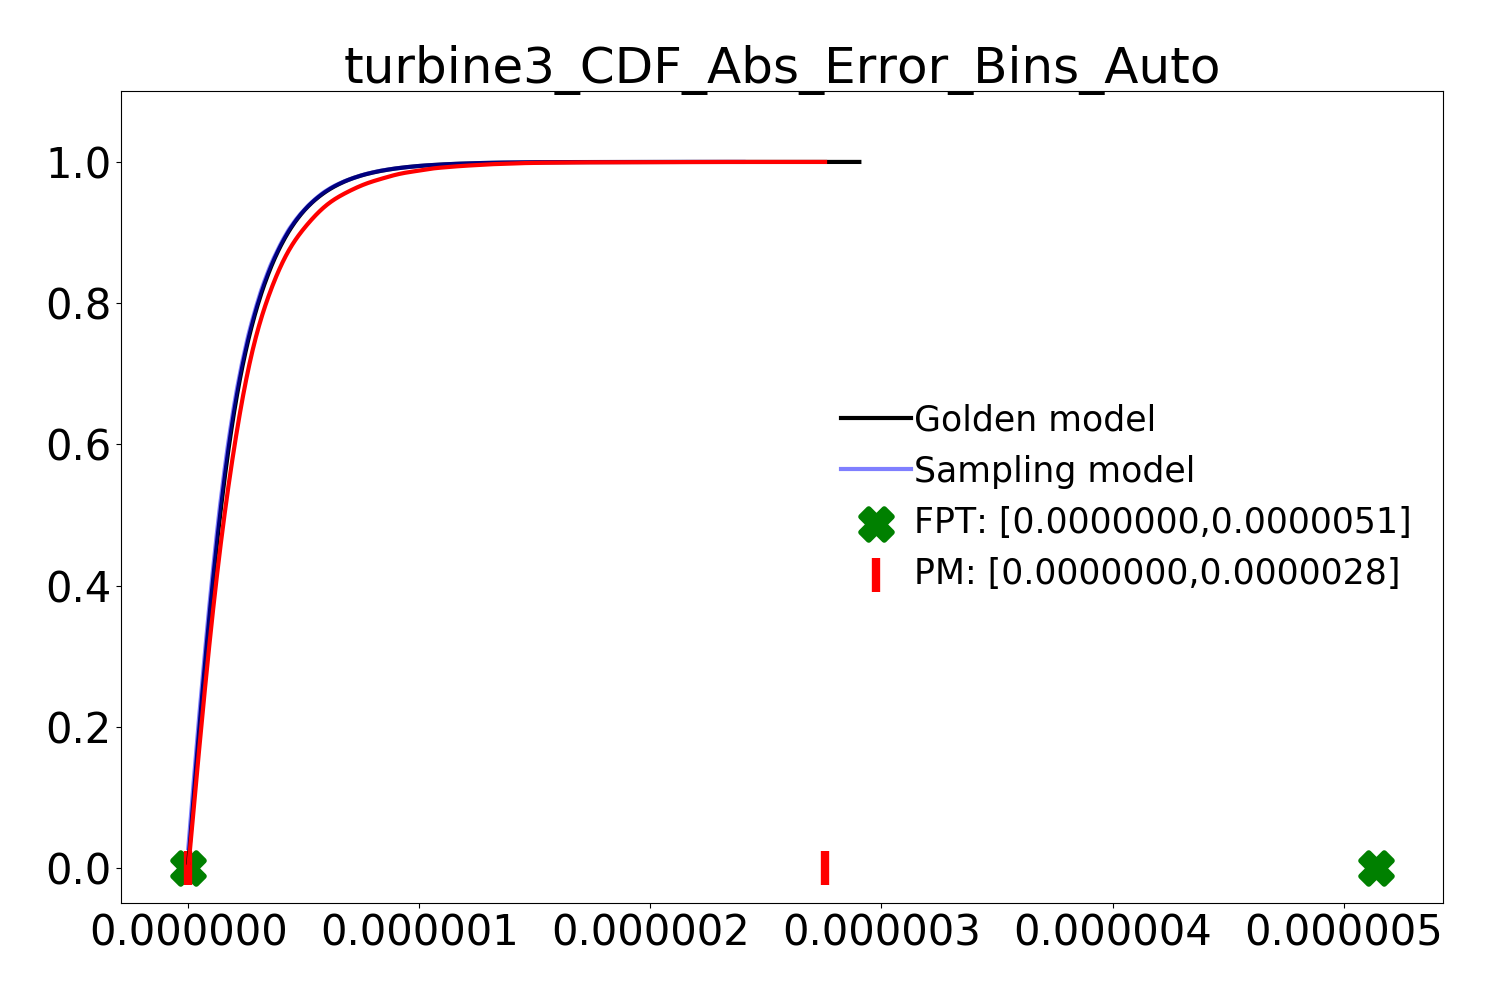 turbine3_CDF_Abs_Error_Bins_Auto
1.0
0.8
0.6
0.4
0.2
0.0
Golden model
Sampling model
FPT: [0.0000000,0.0000051]
PM: [0.0000000,0.0000028]
0.000000 0.000001 0.000002 0.000003 0.000004 0.000005